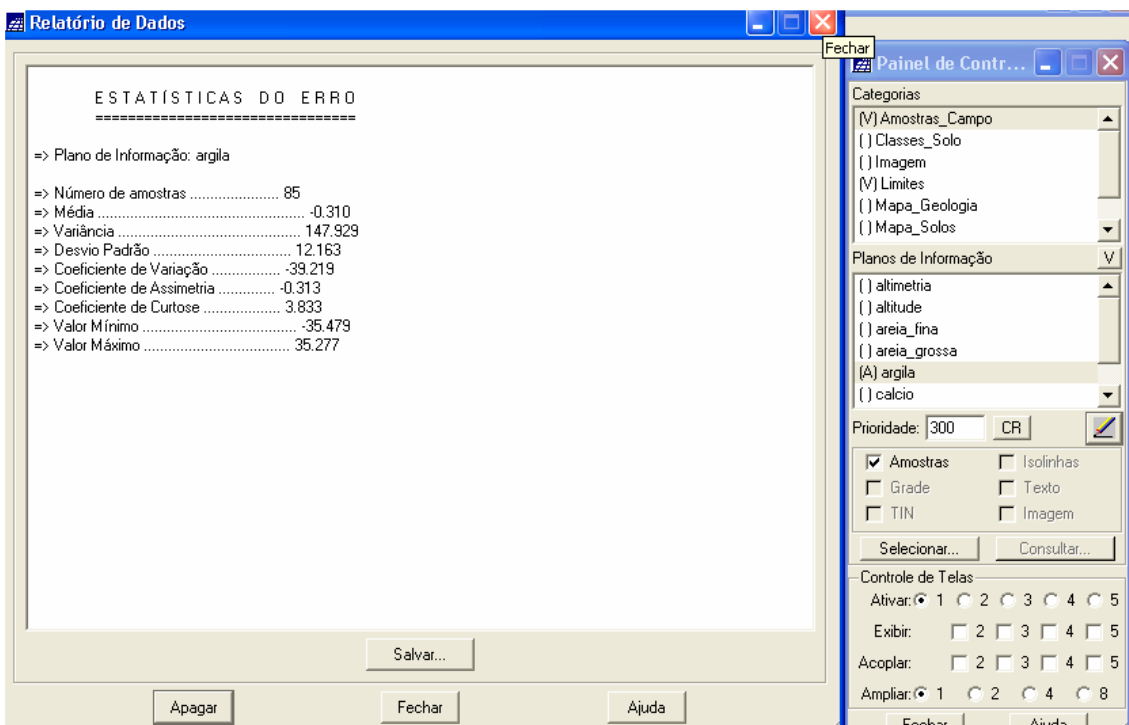 Relatório de Dados
Fechar
E S T A T Í S T I C A S   D O   E R R O
================================
=> Plano de Informação: argila
=> Número de amostras ...................... 85
=> Média ................................................... -0.310
=> Variância ............................................. 147.929
=> Desvio Padrão .................................. 12.163
=> Coeficiente de Variação ................. -39.219
=> Coeficiente de Assimetria .............. -0.313
=> Coeficiente de Curtose ................... 3.833
=> Valor Mínimo ...................................... -35.479
=> Valor Máximo .................................... 35.277
Salvar...
Apagar Fechar Ajuda
Painel de Contr...
Categorias
(V) Amostras_Campo
( ) Classes_Solo
( ) Imagem
(V) Limites
( ) Mapa_Geologia
( ) Mapa_Solos
Planos de Informação V
( ) altimetria
( ) altitude
( ) areia_fina
( ) areia_grossa
(A) argila
( ) calcio
Prioridade: 300 CR
Amostras Isolinhas
Grade Texto
TIN Imagem
Selecionar... Consultar...
Controle de Telas
Ativar: 1 2 3 4 5
Exibir: 2 3 4 5
Acoplar: 2 3 4 5
Ampliar: 1 2 4 8
Fechar Ajuda